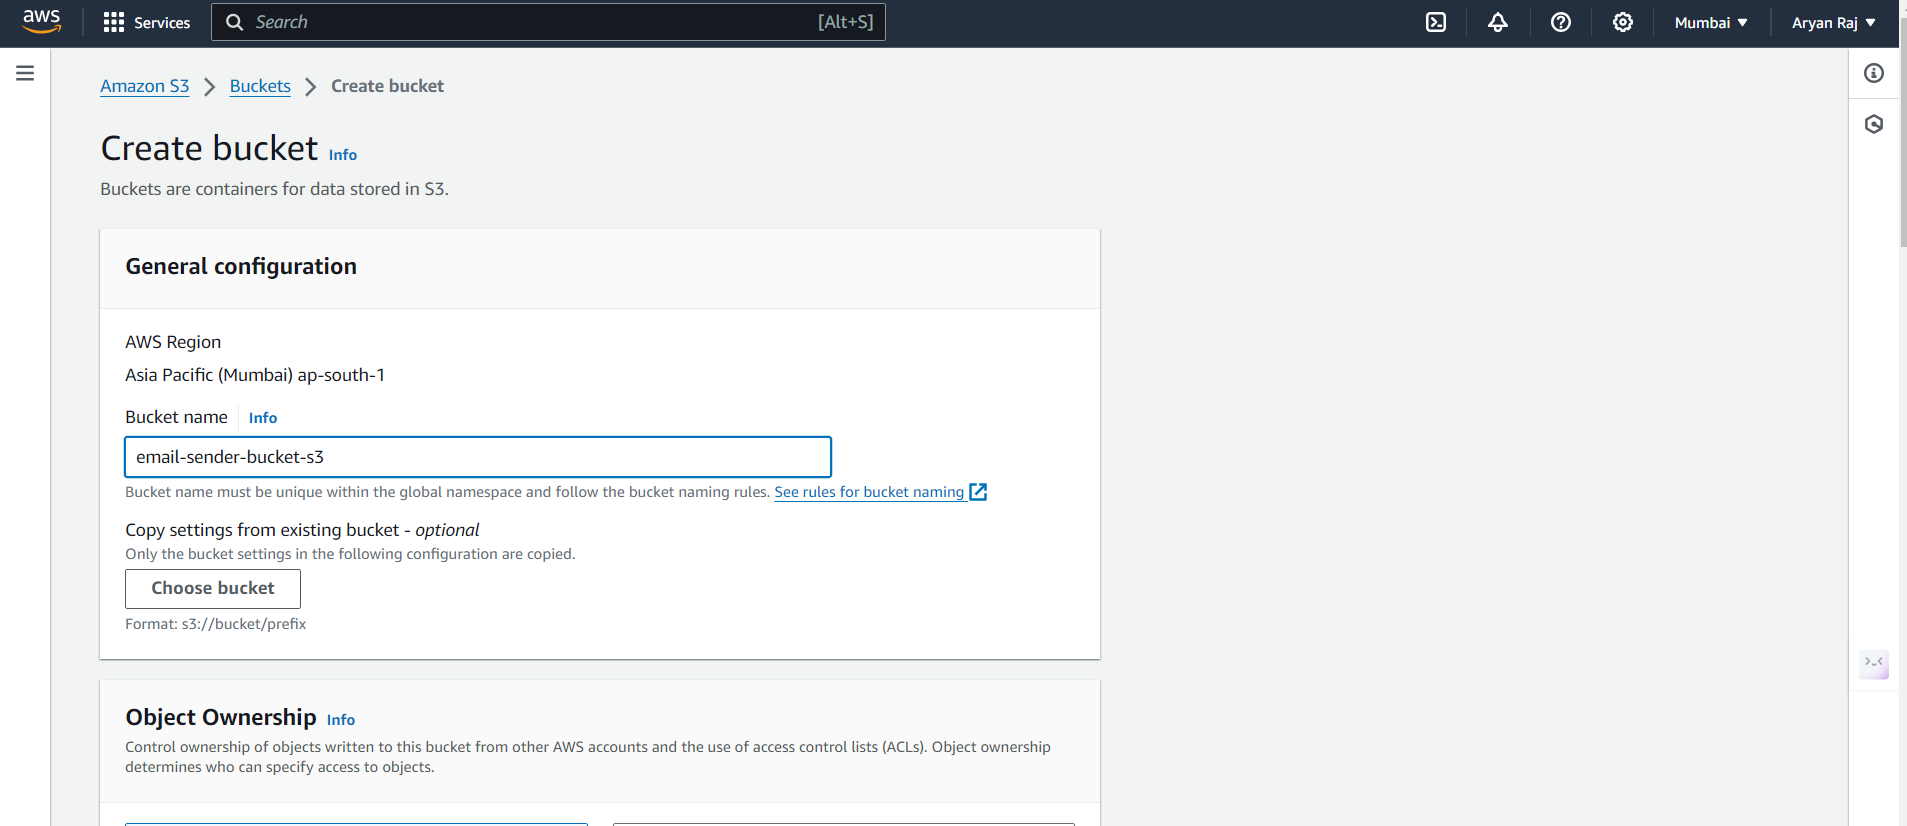 aws Services Search [Alt+S] Mumbai Aryan Raj
Amazon S3 Buckets Create bucket
Create bucket Info
Buckets are containers for data stored in S3.
General configuration
AWS Region
Asia Pacific (Mumbai) ap-south-1
Bucket name Info
email-sender-bucket-s3
Bucket name must be unique within the global namespace and follow the bucket naming rules. See rules for bucket naming
Copy settings from existing bucket - optional
Only the bucket settings in the following configuration are copied.
Choose bucket
Format: s3://bucket/prefix
Object Ownership Info
Control ownership of objects written to this bucket from other AWS accounts and the use of access control lists (ACLs). Object ownership
determines who can specify access to objects.